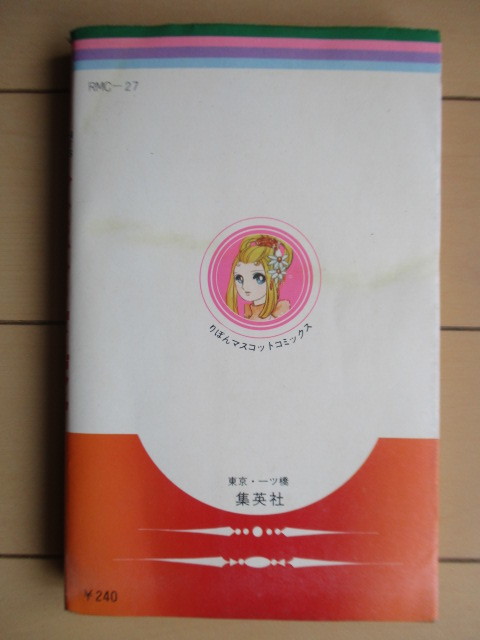 RMC-27
りぼんマスコットコミックス
東京・一ツ橋
集英社
¥240